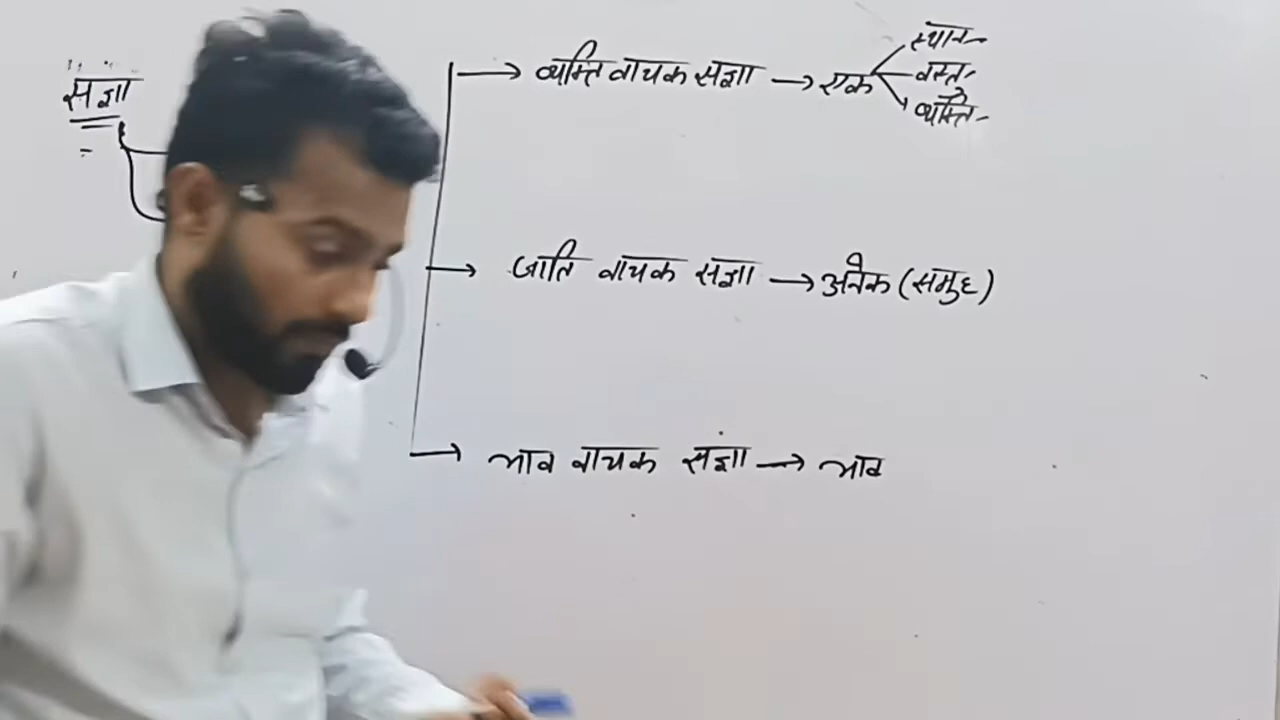 संज्ञा
व्यक्ति वाचक संज्ञा → एक
स्थान
वस्तु
व्यक्ति
जाति वाचक संज्ञा → अनेक (समुह)
भाव वाचक संज्ञा → भाव